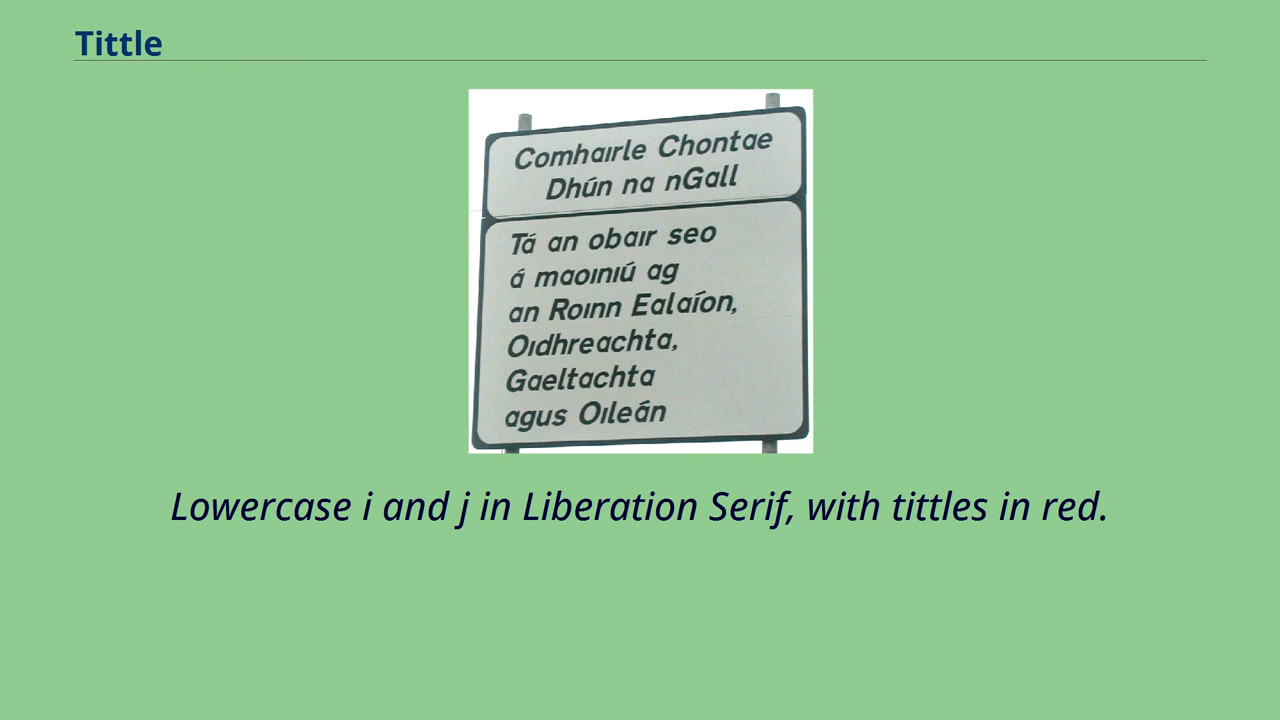 Tittle
Comhaırle Chontae
Dhún na nGall
Tá an obaır seo
á maoınıú ag
an Roınn Ealaíon,
Oıdhreachta,
Gaeltachta
agus Oıleán
Lowercase i and j in Liberation Serif, with tittles in red.